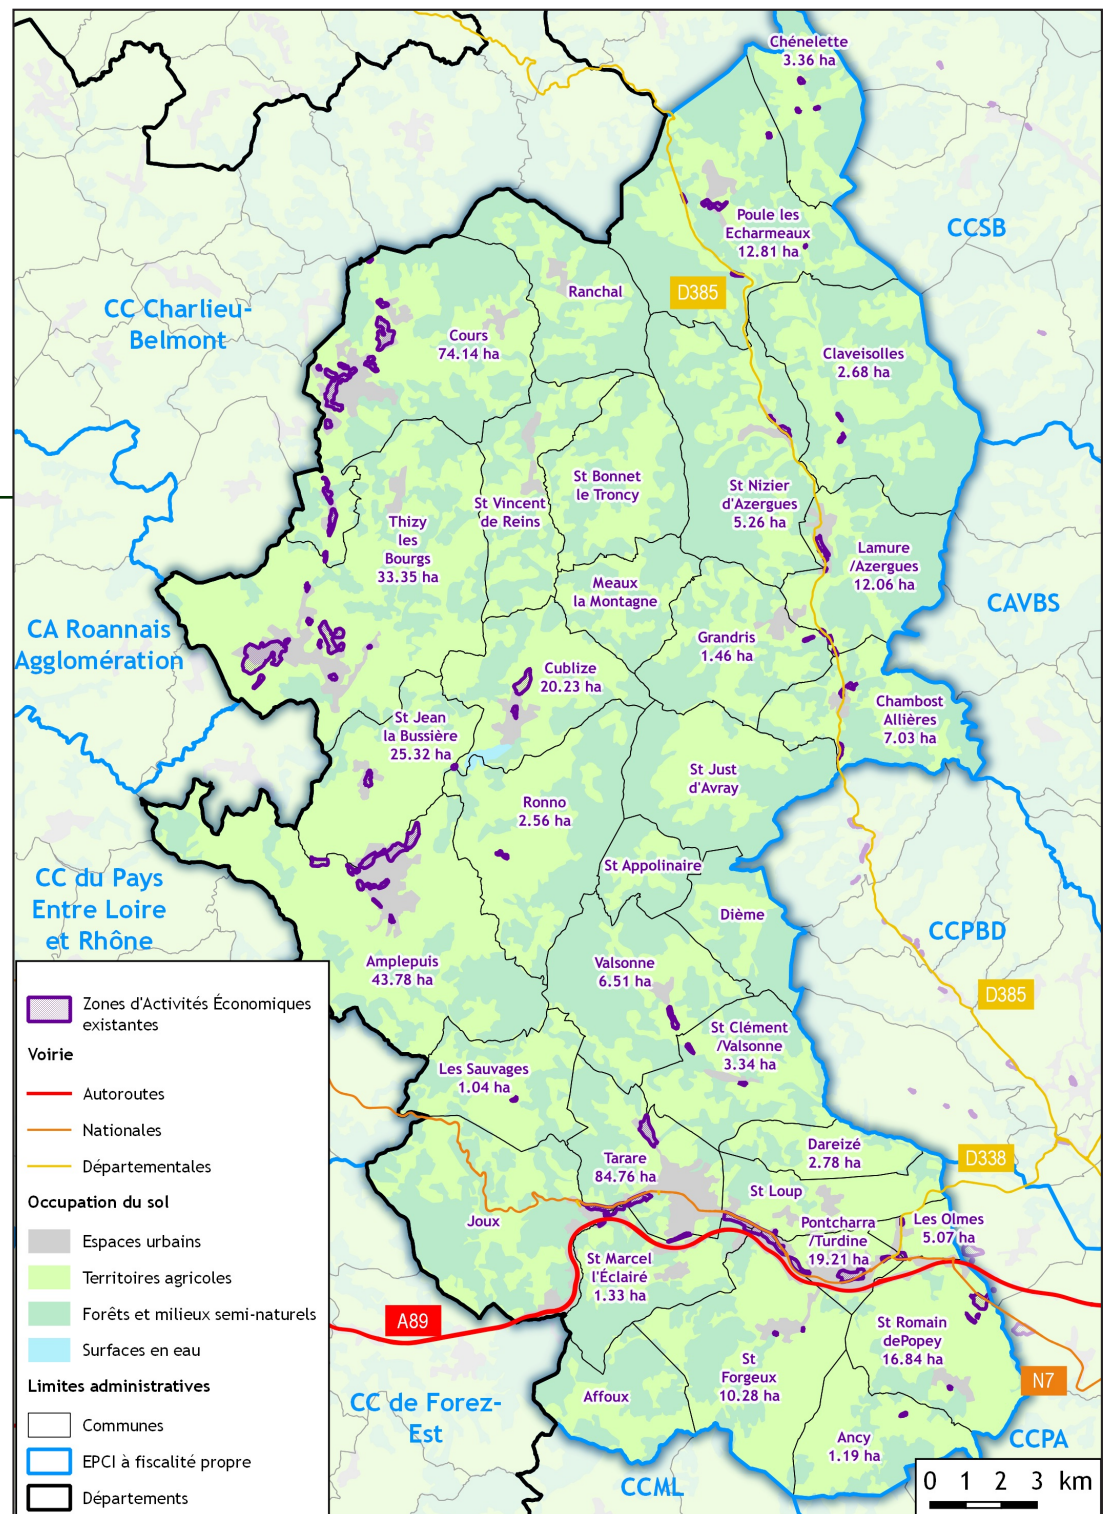 Chénelette
3.36 ha
CCSB
Poule les
Echarmeaux
12.81 ha
D385
Ranchal
CC Charlieu-
Belmont
Cours
74.14 ha
Claveisolles
2.68 ha
St Bonnet
le Troncy
St Nizier
d'Azergues
5.26 ha
St Vincent
de Reins
Thizy
les
Bourgs
33.35 ha
Lamure
/Azergues
12.06 ha
Meaux
la Montagne
CAVBS
CA Roannais
Agglomération
Grandris
1.46 ha
Cublize
20.23 ha
Chambost
Allières
7.03 ha
St Jean
la Bussière
25.32 ha
St Just
d'Avray
Ronno
2.56 ha
St Appolinaire
CC du Pays
Entre Loire
et Rhône
Dième
CCPBD
Amplepuis
43.78 ha
Valsonne
6.51 ha
D385
St Clément
/Valsonne
3.34 ha
Les Sauvages
1.04 ha
Dareizé
2.78 ha
D338
Tarare
84.76 ha
St Loup
Joux
Pontcharra
/Turdine
19.21 ha
Les Olmes
5.07 ha
St Marcel
l'Éclairé
1.33 ha
A89
St Romain
dePopey
16.84 ha
St
Forgeux
10.28 ha
N7
Affoux
CC de Forez-
Est
Ancy
1.19 ha
CCPA
CCML
Zones d'Activités Économiques
existantes
Voirie
Autoroutes
Nationales
Départementales
Occupation du sol
Espaces urbains
Territoires agricoles
Forêts et milieux semi-naturels
Surfaces en eau
Limites administratives
Communes
EPCI à fiscalité propre
Départements
0 1 2 3 km